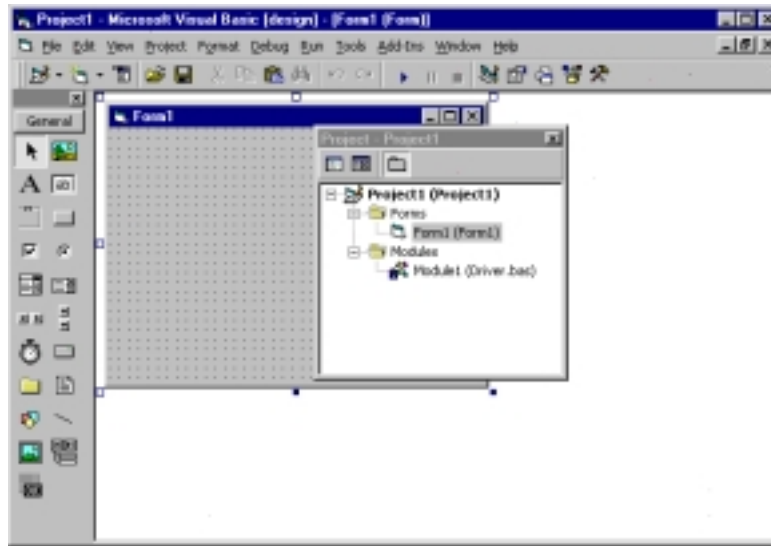 Project1 - Microsoft Visual Basic [design] - [Form1 (Form)]
File Edit View Project Format Debug Run Tools Add-Ins Window Help
General
Form1
Project - Project1
Project1 (Project1)
Forms
Form1 (Form1)
Modules
Module1 (Driver.bas)
A
ab